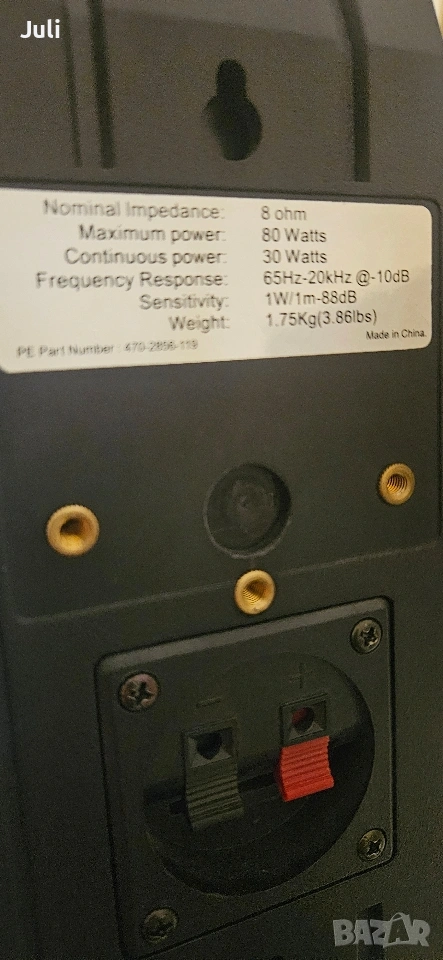 Juli
Nominal Impedance: 8 ohm
Maximum power: 80 Watts
Continuous power: 30 Watts
Frequency Response: 65Hz-20kHz @-10dB
Sensitivity: 1W/1m-88dB
Weight: 1.75Kg(3.86lbs)
Made in China.
PE Part Number : 470-2856-119
- +
BAZAR